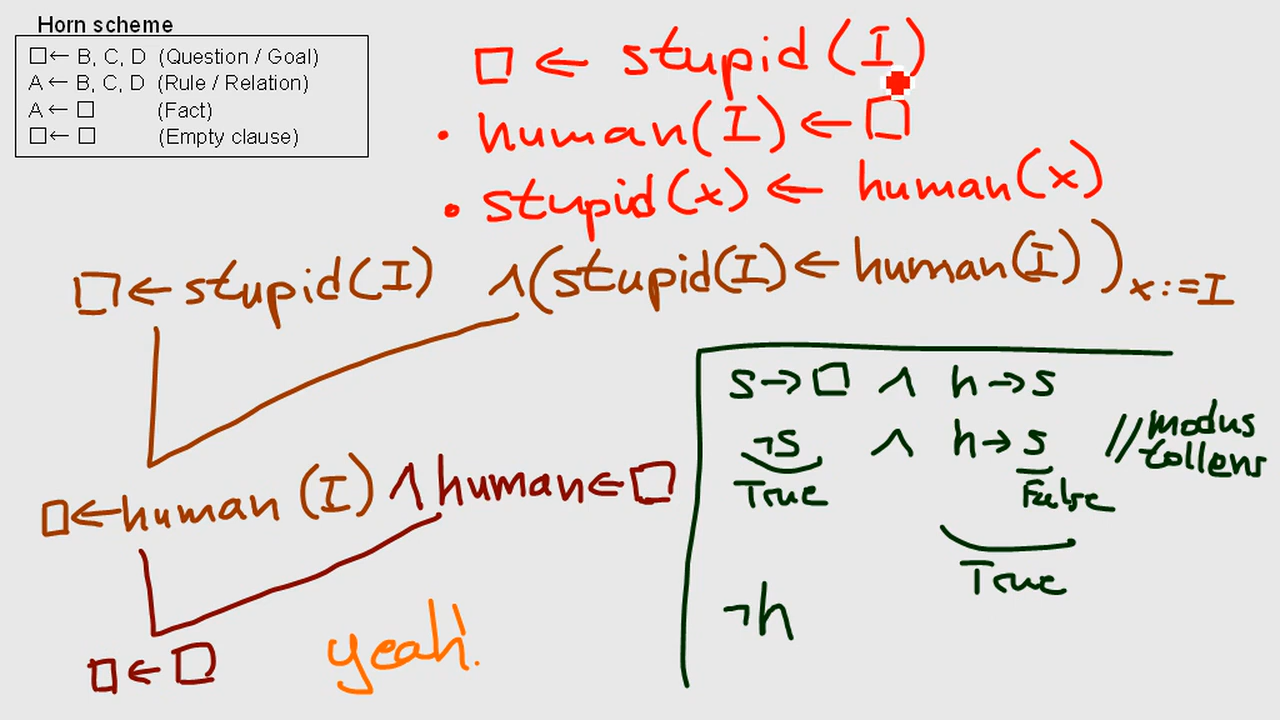 Horn scheme
□← B, C, D (Question / Goal)
A← B, C, D (Rule / Relation)
A← □ (Fact)
□← □ (Empty clause)
□ ← stupid(I)
• human(I) ← □
• stupid(x) ← human(x)
□ ← stupid(I) ∧ (stupid(I) ← human(I))x:=I
□ ← human(I) ∧ human ← □
□ ← □
yeah!
s → □ ∧ h → s
¬s ∧ h → s // modus tollens
True False
True
¬h